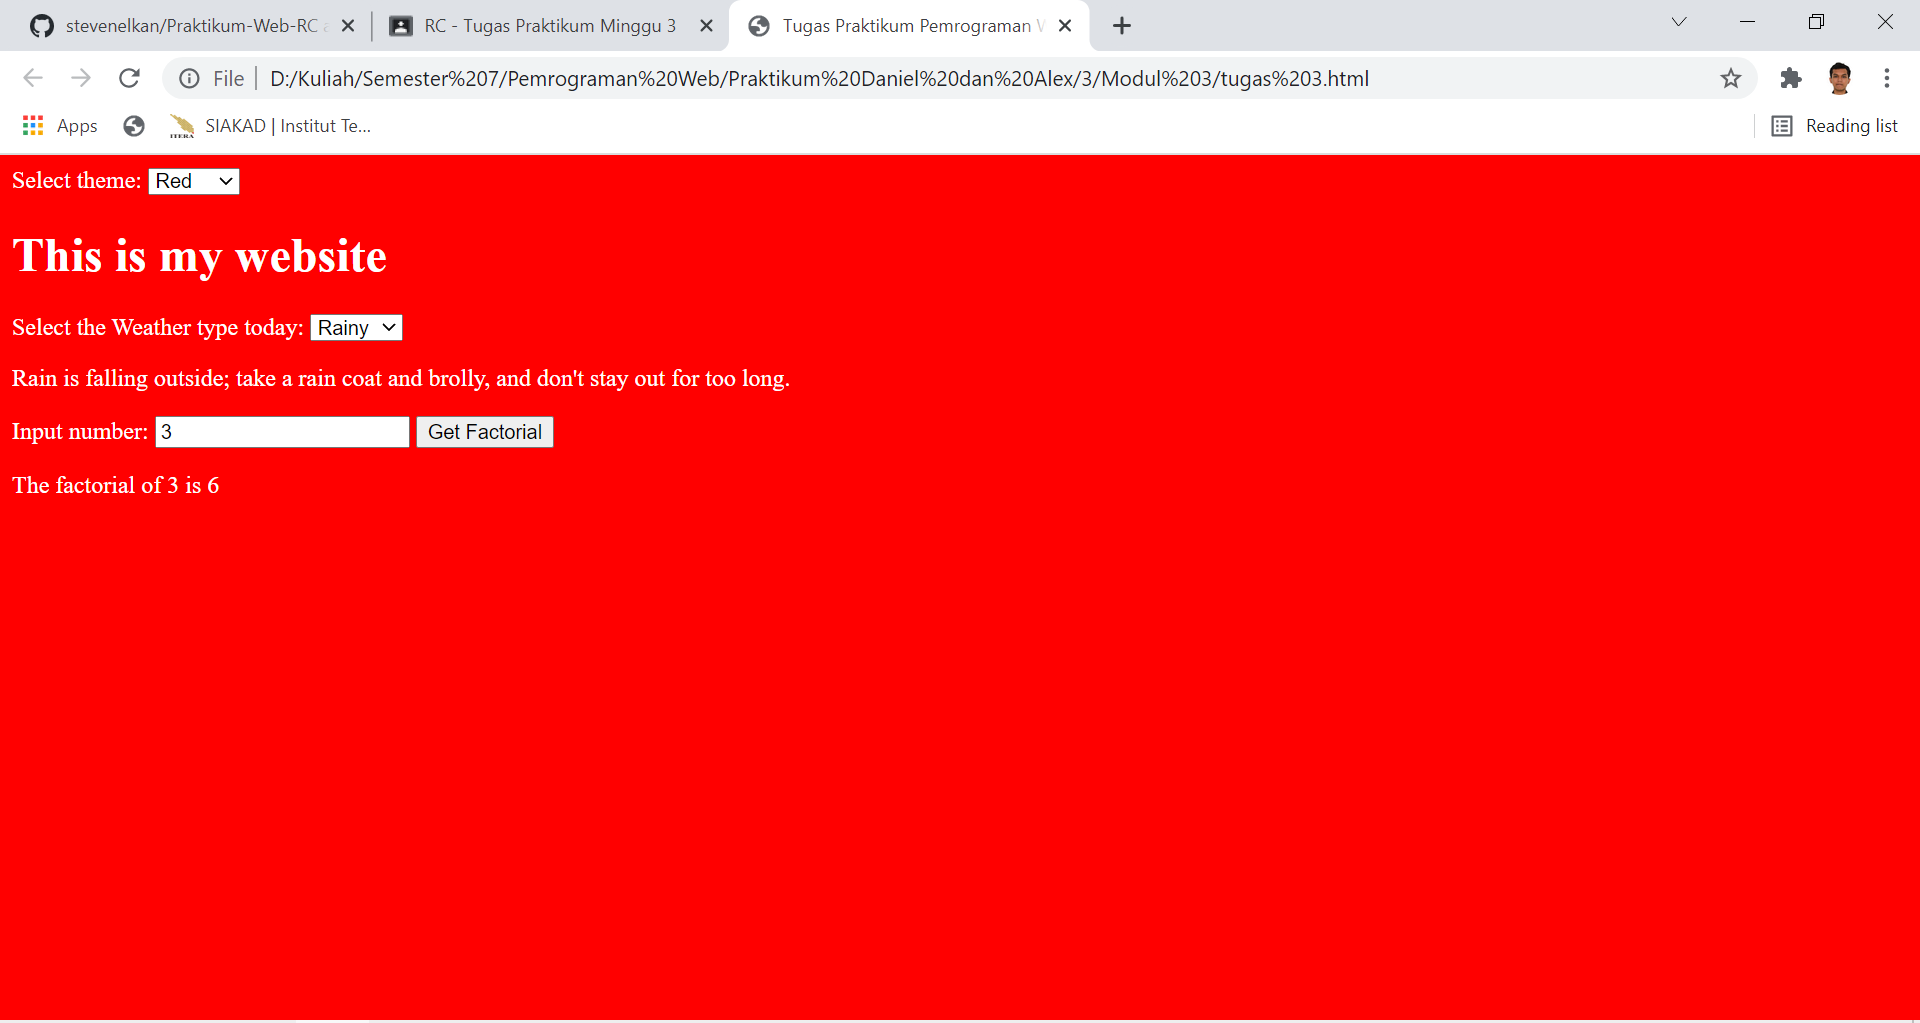 stevenelkan/Praktikum-Web-RC
RC - Tugas Praktikum Minggu 3
Tugas Praktikum Pemrograman
File
D:/Kuliah/Semester%207/Pemrograman%20Web/Praktikum%20Daniel%20dan%20Alex/3/Modul%203/tugas%203.html
Apps
ITERA
SIAKAD | Institut Te...
Reading list
Select theme: Red
This is my website
Select the Weather type today: Rainy
Rain is falling outside; take a rain coat and brolly, and don't stay out for too long.
Input number: 3 Get Factorial
The factorial of 3 is 6